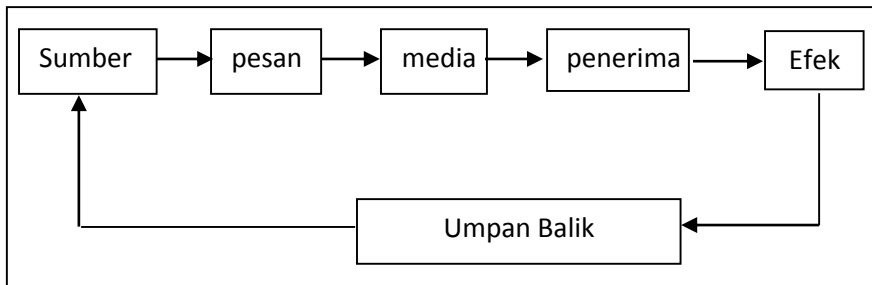 Sumber
pesan
media
penerima
Efek
Umpan Balik